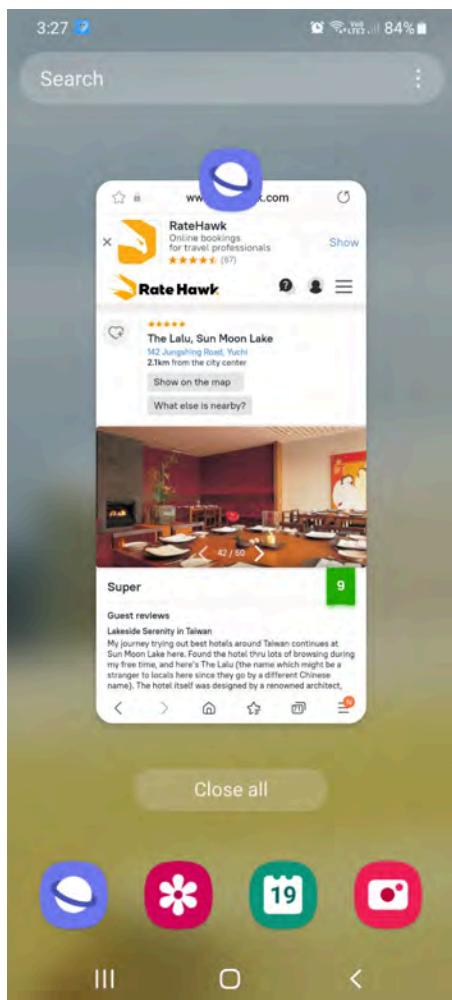 3:27
Vo))
LTE2
84%
Search
ww
.com
RateHawk
Online bookings
for travel professionals
(67)
Show
Rate Hawk
The Lalu, Sun Moon Lake
142 Jungshing Road, Yuchi
2.1km from the city center
Show on the map
What else is nearby?
42 / 60
Super
9
Guest reviews
Lakeside Serenity in Taiwan
My journey trying out best hotels around Taiwan continues at
Sun Moon Lake here. Found the hotel thru lots of browsing during
my free time, and here's The Lalu (the name which might be a
stranger to locals here since they go by a different Chinese
name). The hotel itself was designed by a renowned architect,
Close all
19